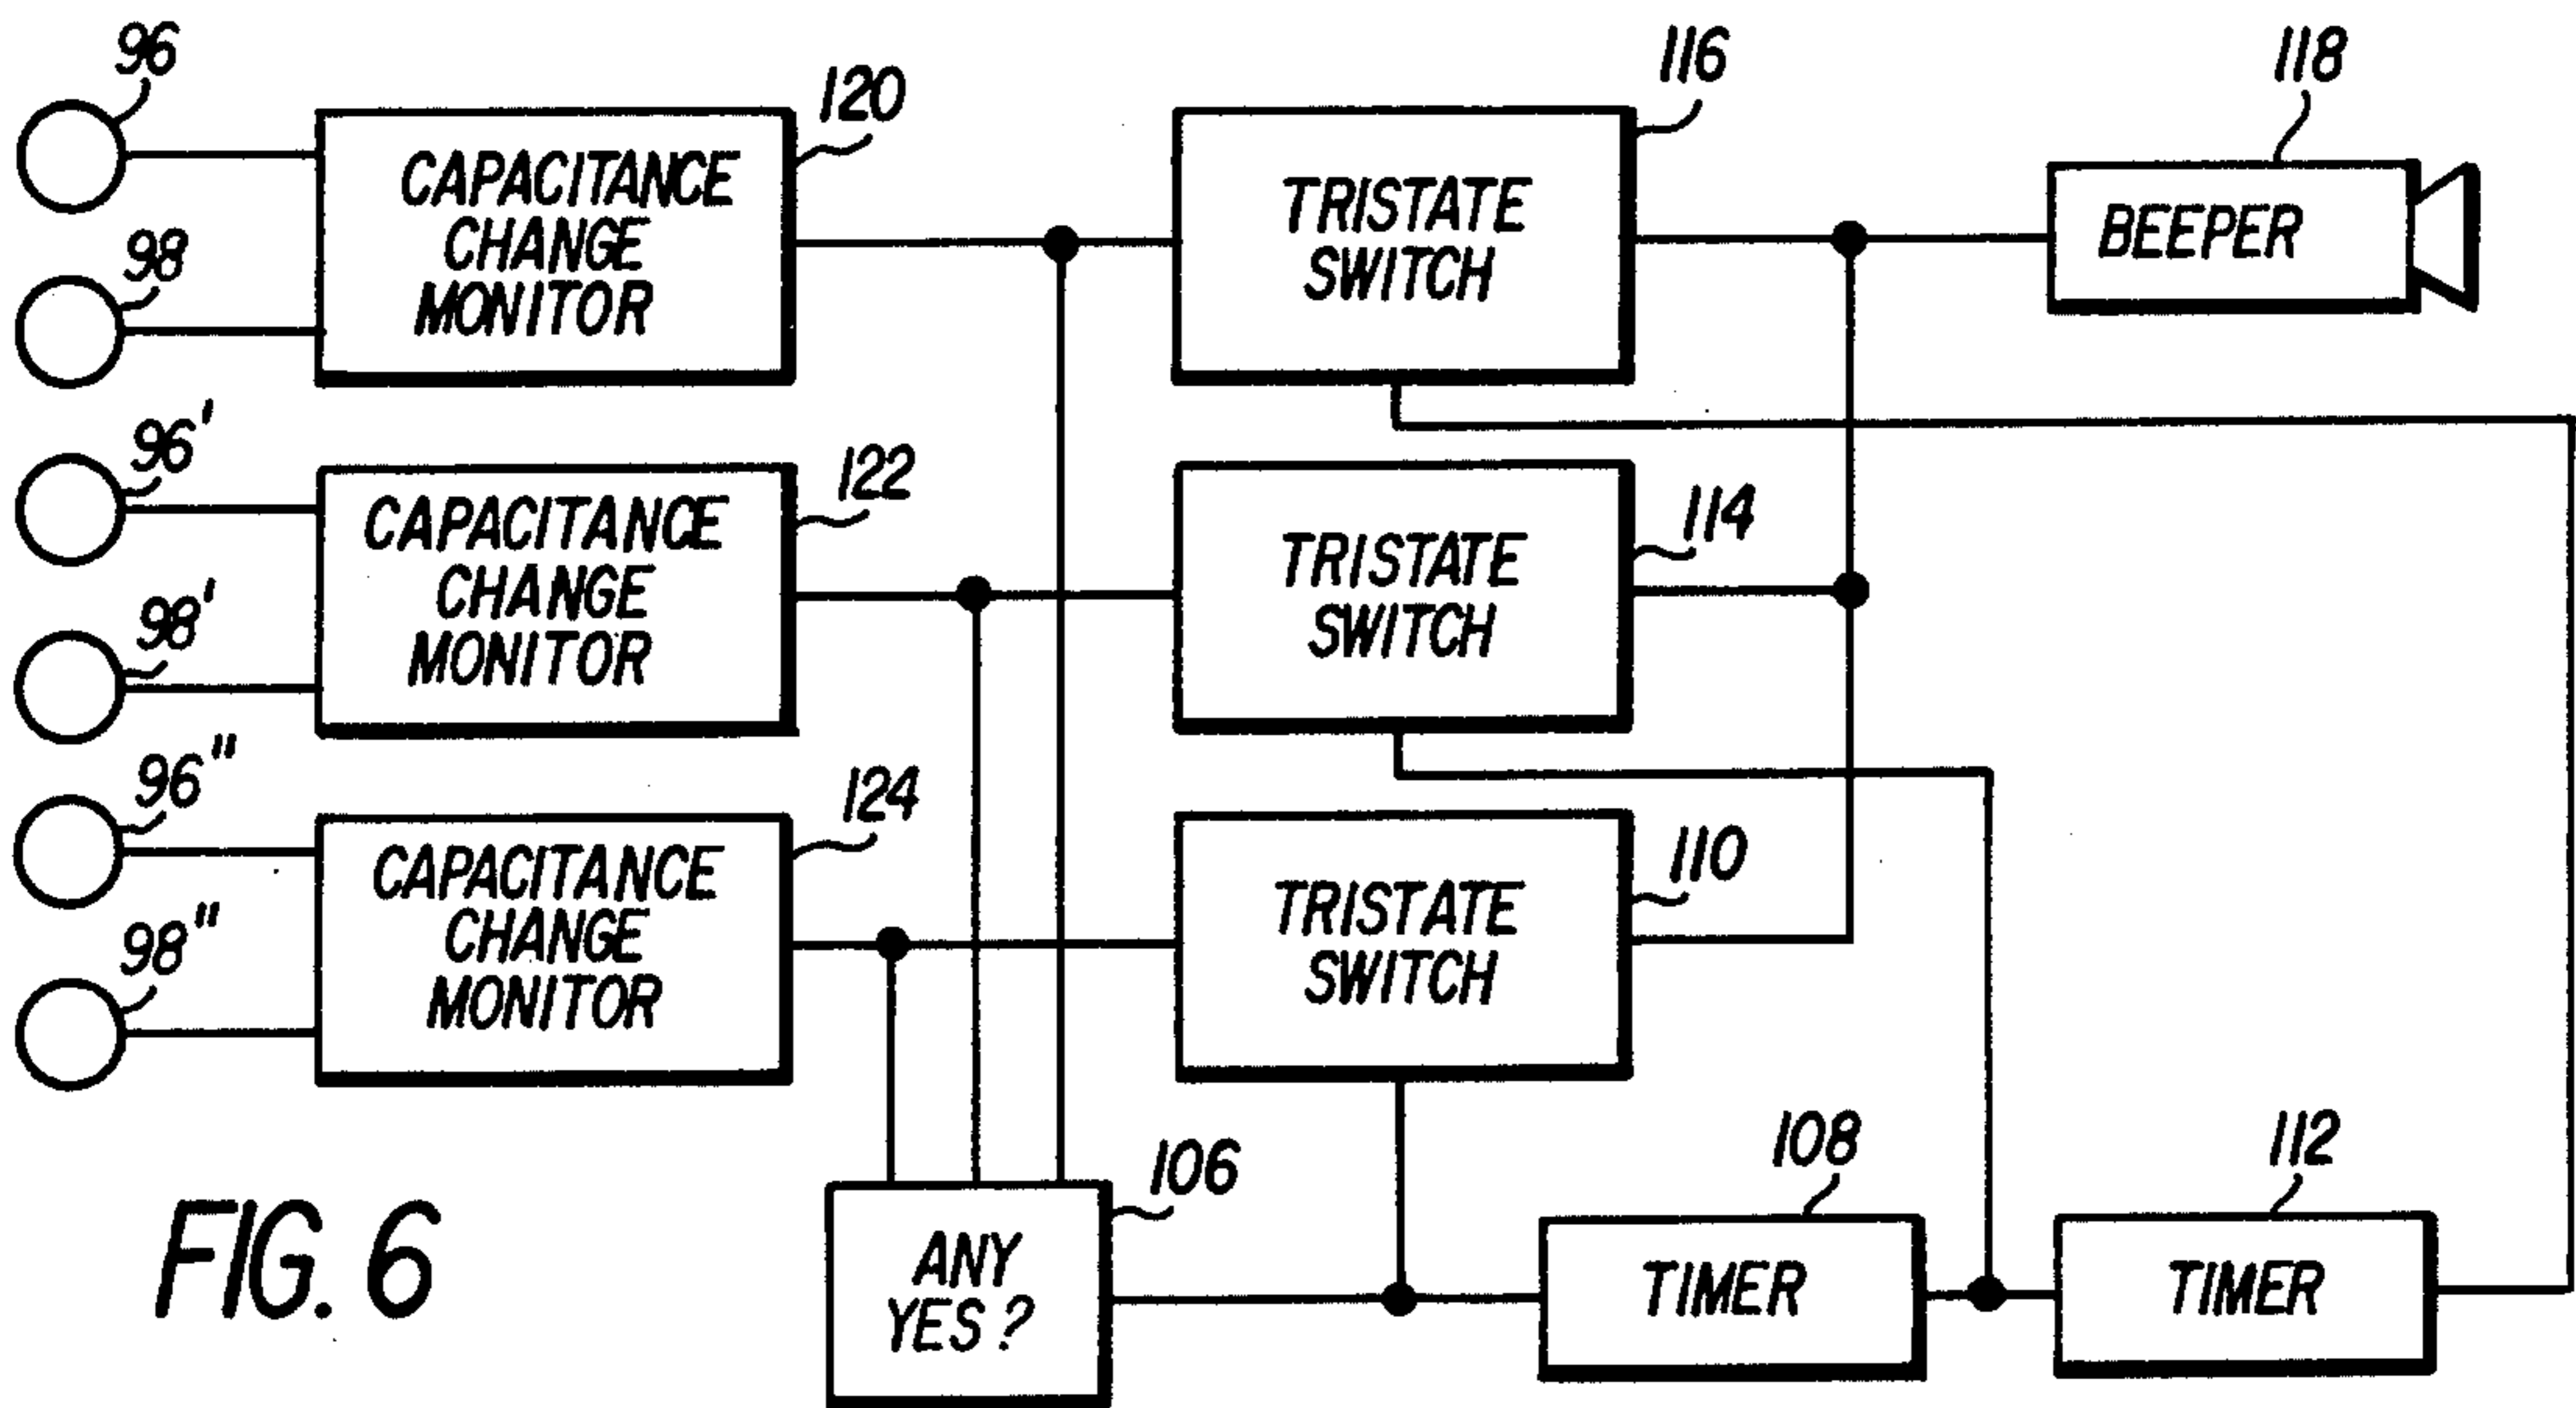 96
120
116
118
CAPACITANCE
CHANGE
MONITOR
TRISTATE
SWITCH
BEEPER
98
96'
122
114
CAPACITANCE
CHANGE
MONITOR
TRISTATE
SWITCH
98'
96"
124
110
CAPACITANCE
CHANGE
MONITOR
TRISTATE
SWITCH
98"
106
108
112
ANY
YES?
TIMER
TIMER
FIG. 6